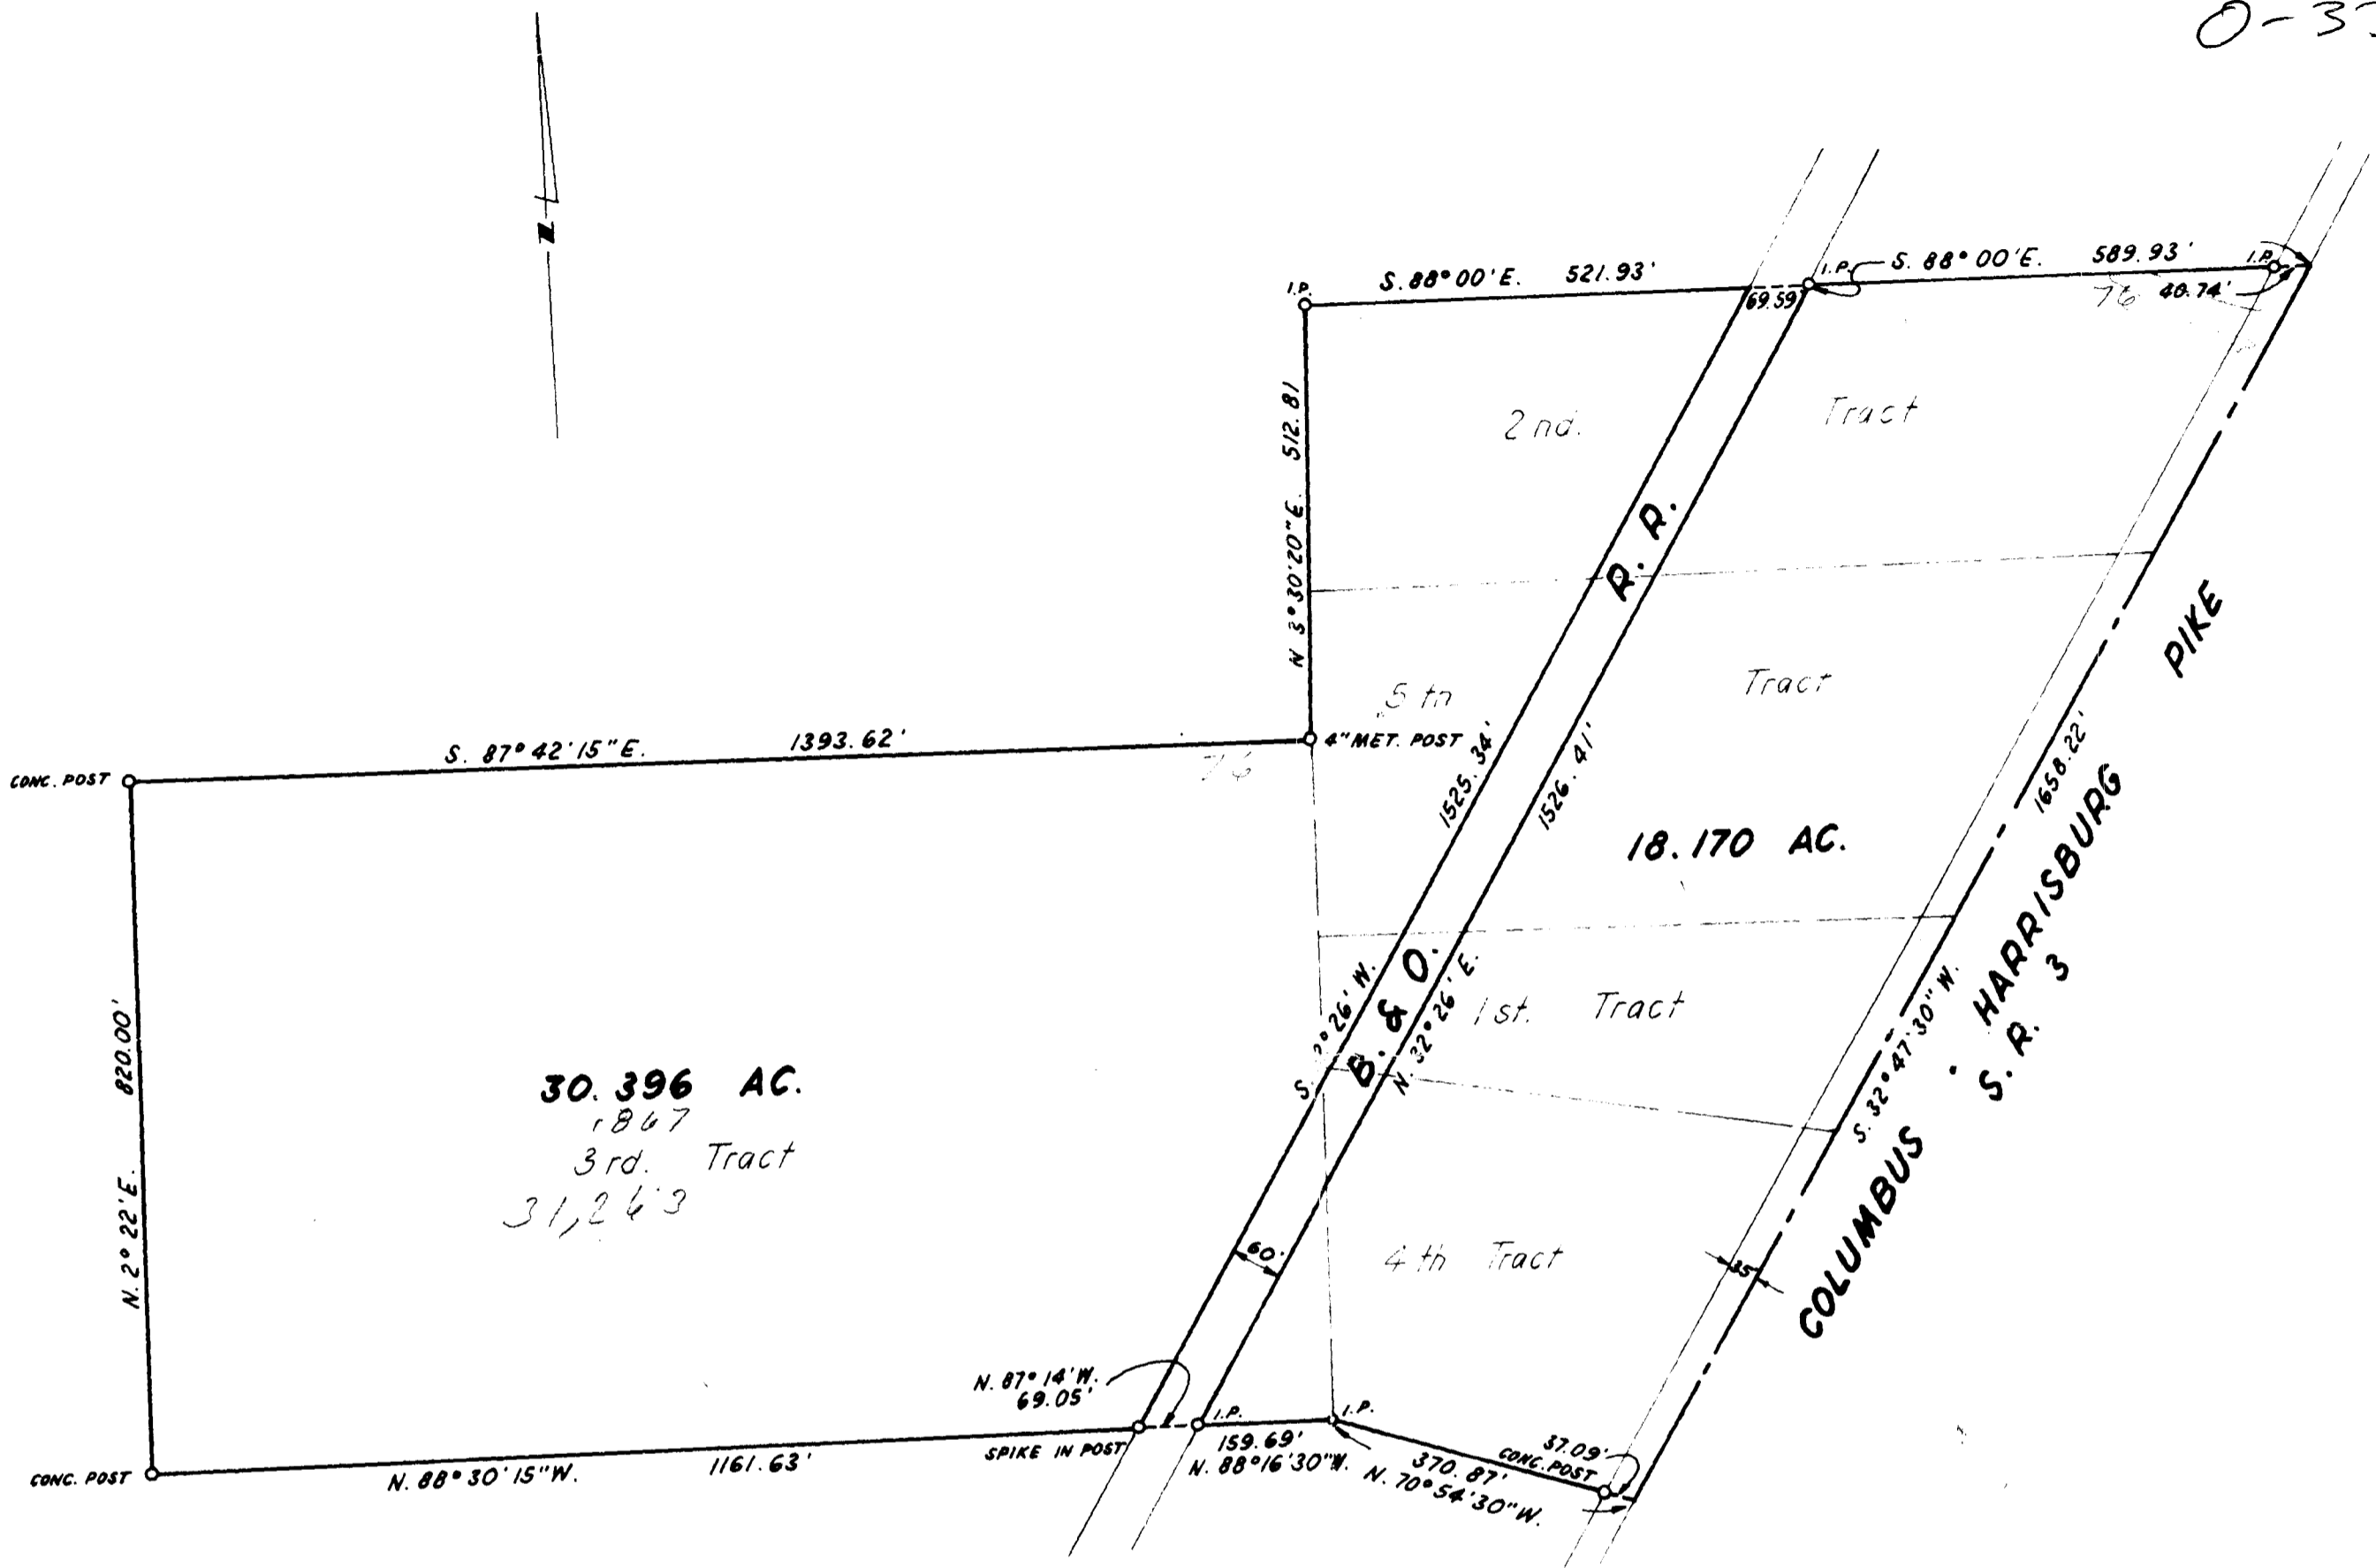 O-33
N
I.P.
S. 88°00'E. 521.93'
69.59'
I.P.
S. 88°00'E. 589.93'
I.P.
76
40.74'
N 3°30'20"E. 512.81
2nd. Tract
B. & O. R. R.
5th Tract
PIKE
S. 87°42'15"E. 1393.62'
76
4" MET. POST
CONC. POST
1525.34'
1526.41'
1658.22'
18.170 AC.
COLUMBUS HARRISBURG
S. R. 3
N. 2°22'E. 820.00'
26' W.
N. 32°26' E.
1st. Tract
S. 32°47'30"W.
30.396 AC.
867
3rd. Tract
31,263
60'
4th Tract
35'
N. 87°14'W.
69.05'
I.P.
I.P.
SPIKE IN POST
CONC. POST
N. 88°30'15"W. 1161.63'
159.69'
N. 88°16'30"W.
37.09'
CONC. POST
370.87'
N. 70°54'30"W.